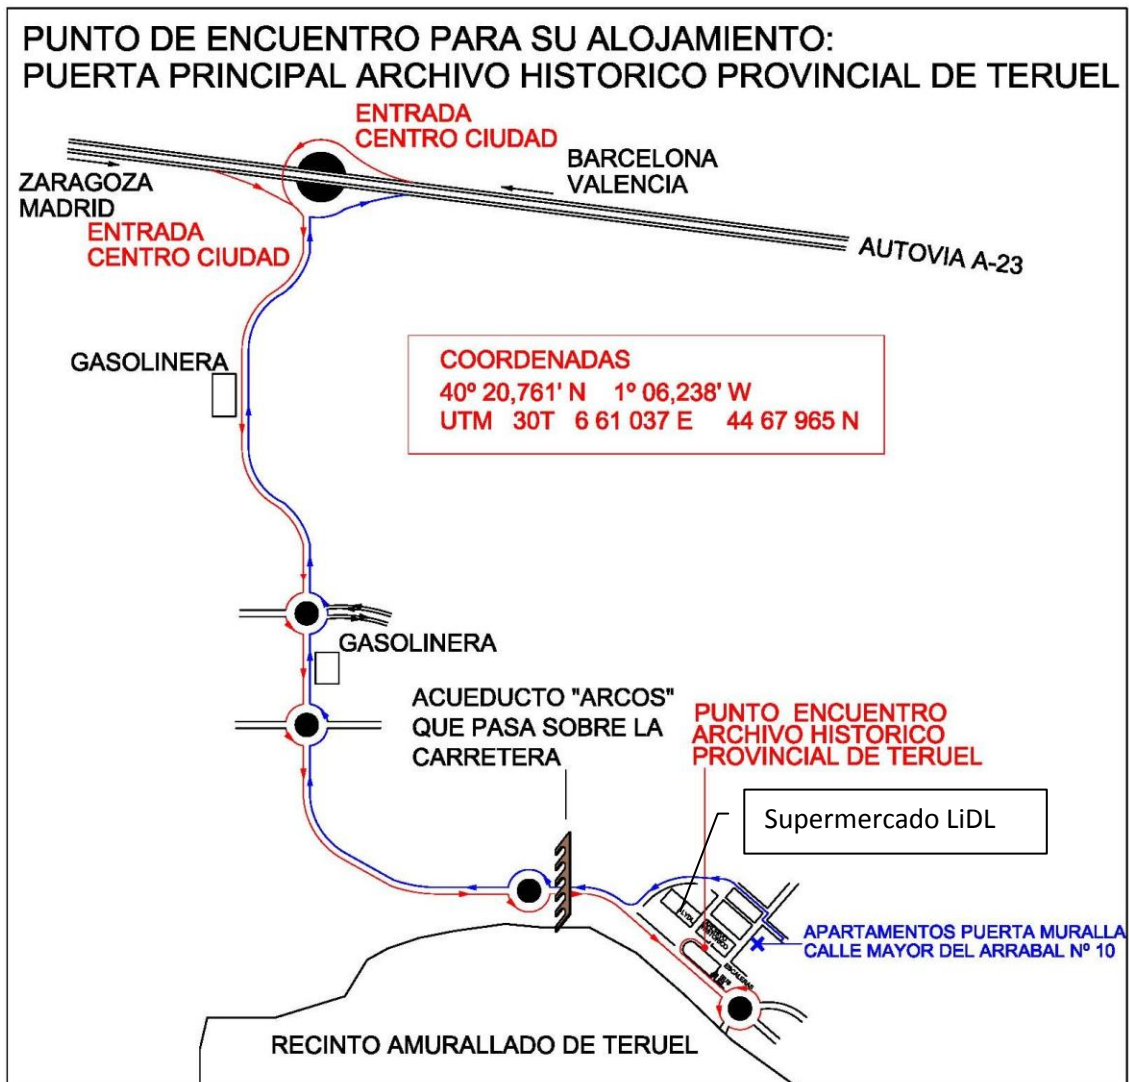 PUNTO DE ENCUENTRO PARA SU ALOJAMIENTO:
PUERTA PRINCIPAL ARCHIVO HISTORICO PROVINCIAL DE TERUEL
ENTRADA
CENTRO CIUDAD
BARCELONA
VALENCIA
ZARAGOZA
MADRID
ENTRADA
CENTRO CIUDAD
AUTOVIA A-23
GASOLINERA
COORDENADAS
40º 20,761' N 1º 06,238' W
UTM 30T 6 61 037 E 44 67 965 N
GASOLINERA
ACUEDUCTO "ARCOS"
QUE PASA SOBRE LA
CARRETERA
PUNTO ENCUENTRO
ARCHIVO HISTORICO
PROVINCIAL DE TERUEL
Supermercado LiDL
LYDL
HISTORICO
ESCALERAS
APARTAMENTOS PUERTA MURALLA
CALLE MAYOR DEL ARRABAL Nº 10
RECINTO AMURALLADO DE TERUEL